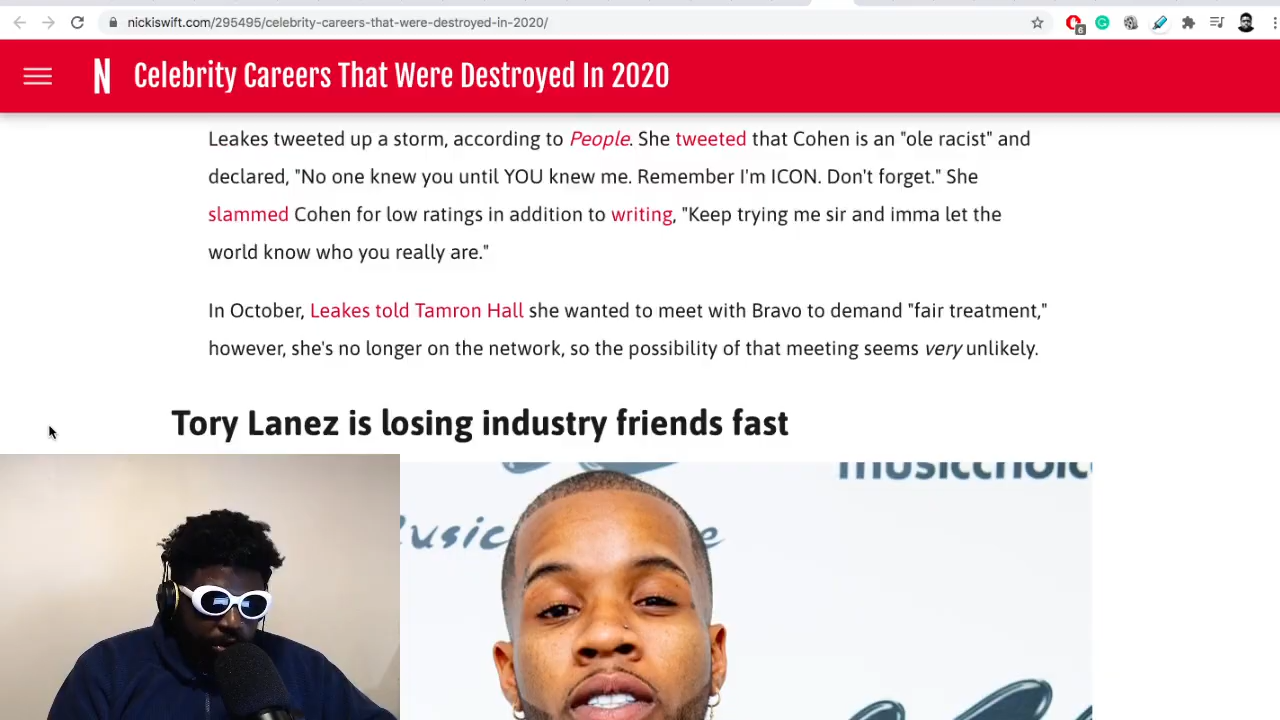 nickiswift.com/295495/celebrity-careers-that-were-destroyed-in-2020/
6
N Celebrity Careers That Were Destroyed In 2020
Leakes tweeted up a storm, according to People. She tweeted that Cohen is an "ole racist" and
declared, "No one knew you until YOU knew me. Remember I'm ICON. Don't forget." She
slammed Cohen for low ratings in addition to writing, "Keep trying me sir and imma let the
world know who you really are."
In October, Leakes told Tamron Hall she wanted to meet with Bravo to demand "fair treatment,"
however, she's no longer on the network, so the possibility of that meeting seems very unlikely.
Tory Lanez is losing industry friends fast
musicchoic
Music